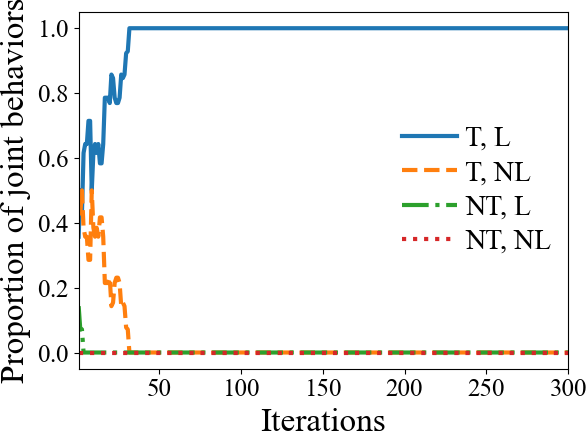 Proportion of joint behaviors
1.0
0.8
0.6
0.4
0.2
0.0
T, L
T, NL
NT, L
NT, NL
50 100 150 200 250 300
Iterations